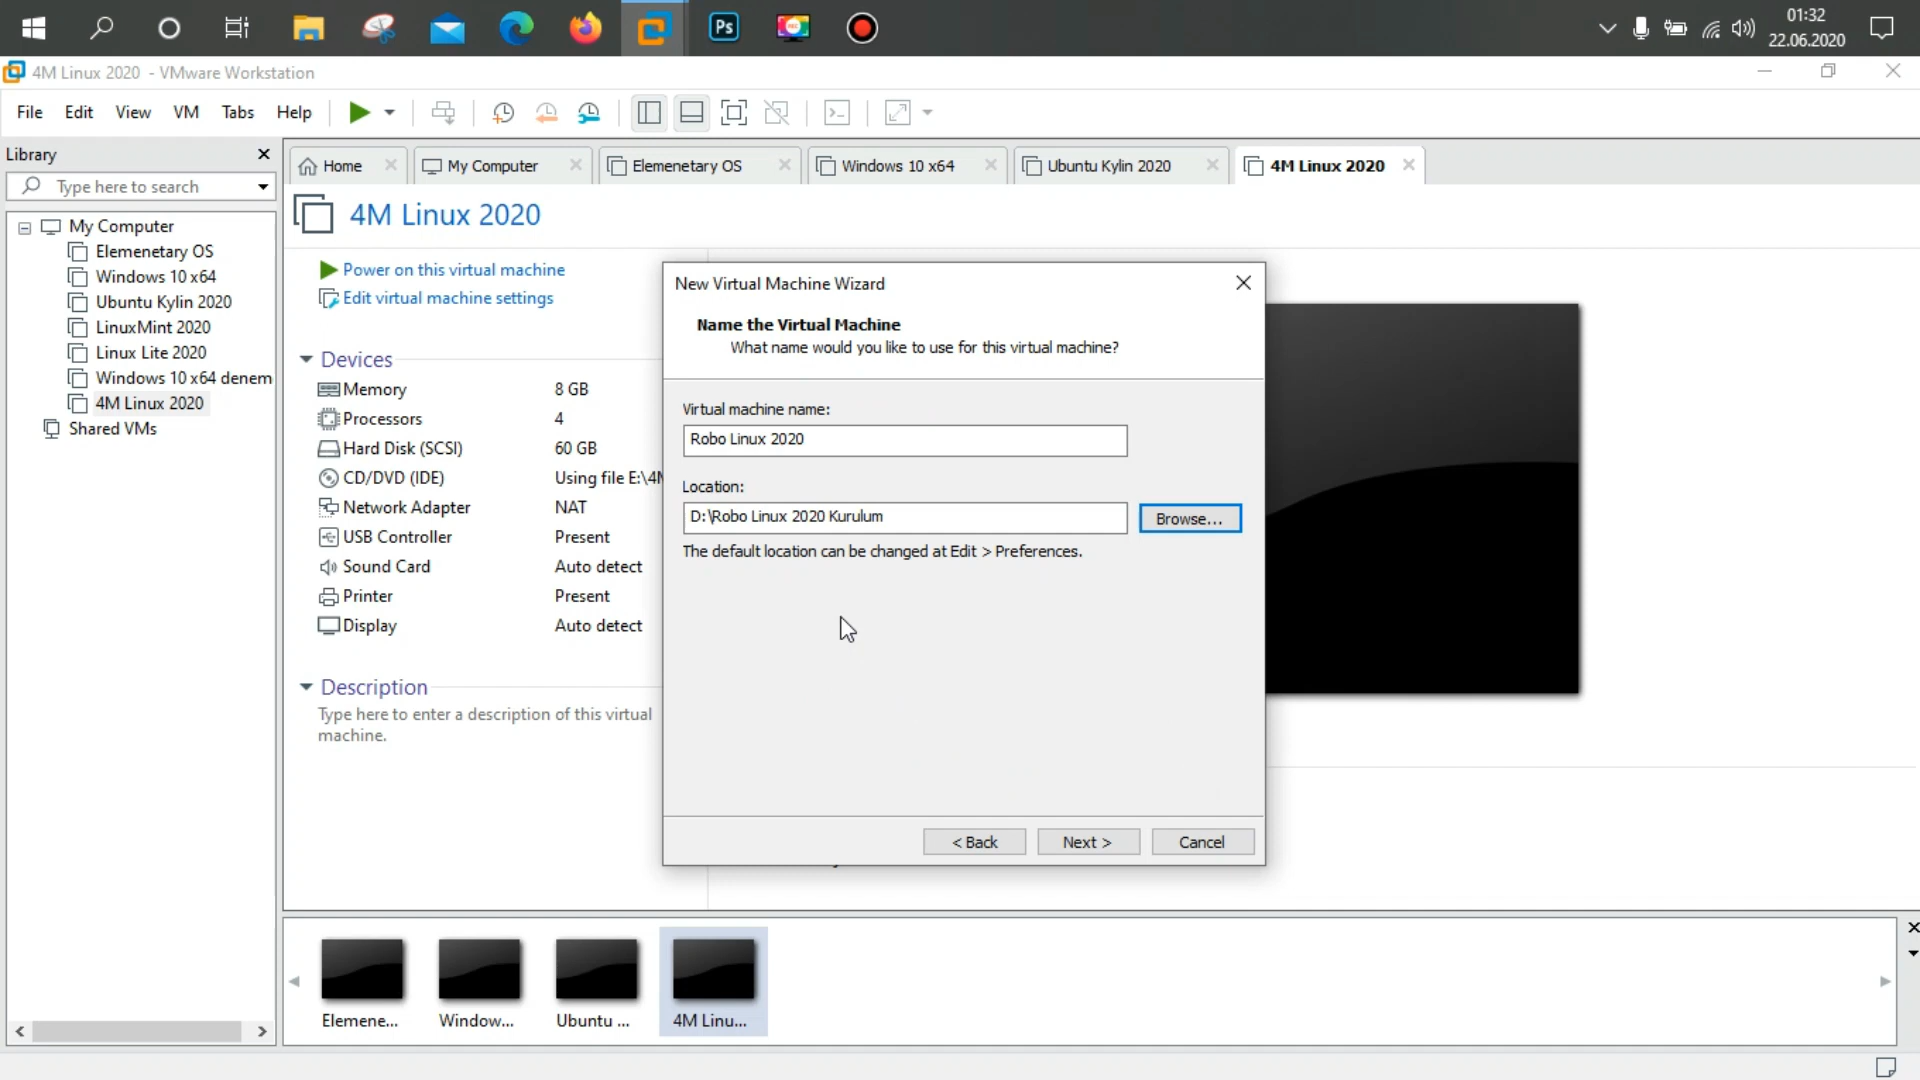 Ps
REC
01:32
22.06.2020
4M Linux 2020 - VMware Workstation
File Edit View VM Tabs Help
Library
Type here to search
Home
My Computer
Elemenetary OS
Windows 10 x64
Ubuntu Kylin 2020
4M Linux 2020
My Computer
Elemenetary OS
Windows 10 x64
Ubuntu Kylin 2020
LinuxMint 2020
Linux Lite 2020
Windows 10 x64 denem
4M Linux 2020
Shared VMs
4M Linux 2020
Power on this virtual machine
Edit virtual machine settings
Devices
Memory 8 GB
Processors 4
Hard Disk (SCSI) 60 GB
CD/DVD (IDE) Using file E:\4M
Network Adapter NAT
USB Controller Present
Sound Card Auto detect
Printer Present
Display Auto detect
Description
Type here to enter a description of this virtual
machine.
New Virtual Machine Wizard
Name the Virtual Machine
What name would you like to use for this virtual machine?
Virtual machine name:
Robo Linux 2020
Location:
D:\Robo Linux 2020 Kurulum
Browse...
The default location can be changed at Edit > Preferences.
< Back
Next >
Cancel
Elemene...
Window...
Ubuntu ...
4M Linu...